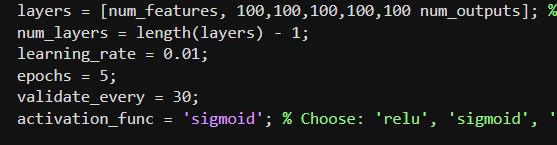 layers = [num_features, 100,100,100,100,100 num_outputs]; %
num_layers = length(layers) - 1;
learning_rate = 0.01;
epochs = 5;
validate_every = 30;
activation_func = 'sigmoid'; % Choose: 'relu', 'sigmoid', '